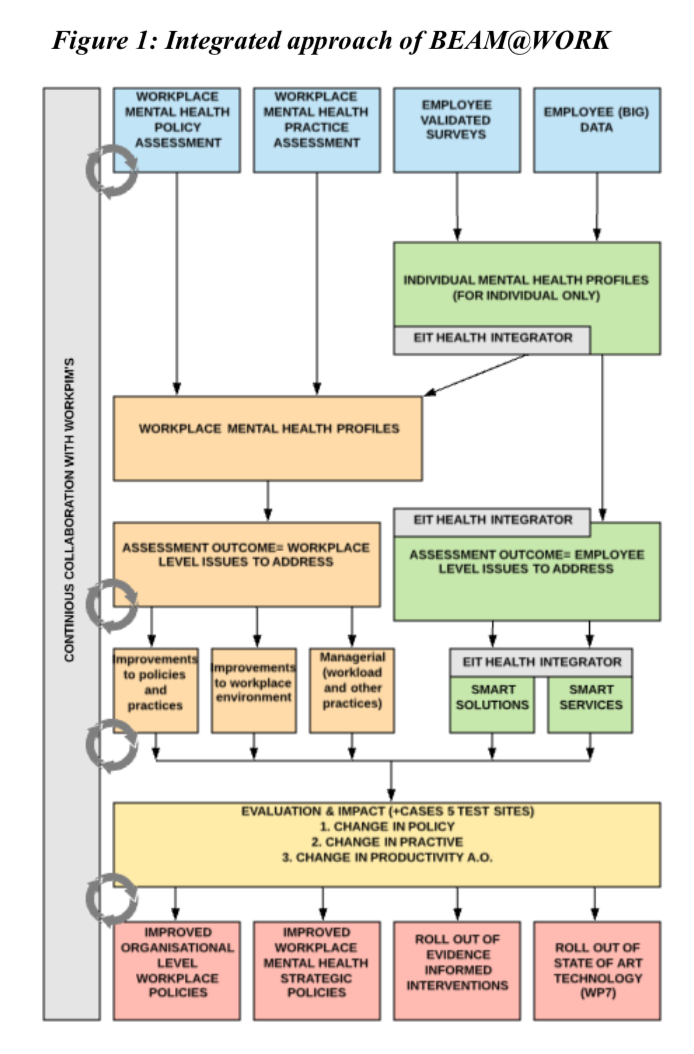 Figure 1: Integrated approach of BEAM@WORK
CONTINIOUS COLLABORATION WITH WORKPIM'S
WORKPLACE
MENTAL HEALTH
POLICY
ASSESSMENT
WORKPLACE
MENTAL HEALTH
PRACTICE
ASSESSMENT
EMPLOYEE
VALIDATED
SURVEYS
EMPLOYEE (BIG)
DATA
INDIVIDUAL MENTAL HEALTH PROFILES
(FOR INDIVIDUAL ONLY)
EIT HEALTH INTEGRATOR
WORKPLACE MENTAL HEALTH PROFILES
ASSESSMENT OUTCOME= WORKPLACE
LEVEL ISSUES TO ADDRESS
EIT HEALTH INTEGRATOR
ASSESSMENT OUTCOME= EMPLOYEE
LEVEL ISSUES TO ADDRESS
Improvements
to policies
and
practices
Improvements
to workplace
environment
Managerial
(workload
and other
practices)
EIT HEALTH INTEGRATOR
SMART
SOLUTIONS
SMART
SERVICES
EVALUATION & IMPACT (+CASES 5 TEST SITES)
1. CHANGE IN POLICY
2. CHANGE IN PRACTIVE
3. CHANGE IN PRODUCTIVITY A.O.
IMPROVED
ORGANISATIONAL
LEVEL
WORKPLACE
POLICIES
IMPROVED
WORKPLACE
MENTAL HEALTH
STRATEGIC
POLICIES
ROLL OUT OF
EVIDENCE
INFORMED
INTERVENTIONS
ROLL OUT OF
STATE OF ART
TECHNOLOGY
(WP7)